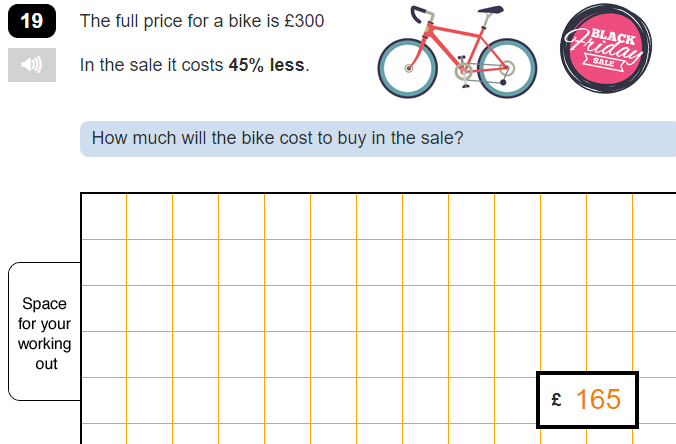 19
The full price for a bike is £300
In the sale it costs 45% less.
BLACK
Friday
SALE
How much will the bike cost to buy in the sale?
Space
for your
working
out
£ 165